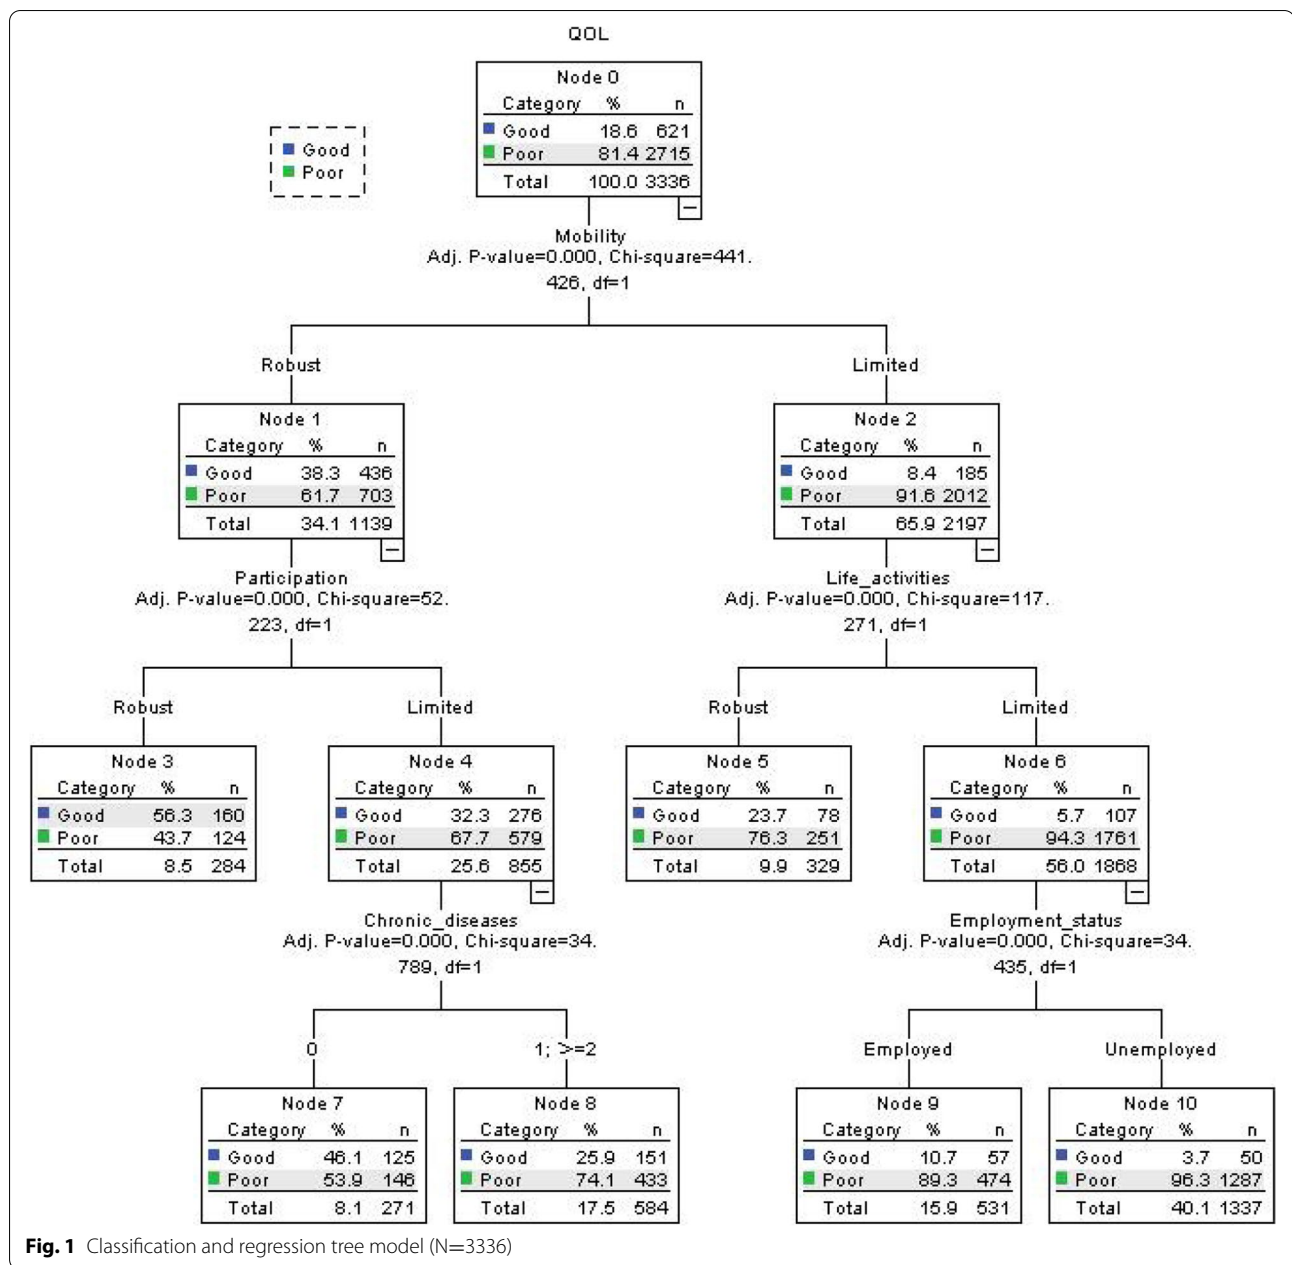 QOL
Node 0
Category % n
Good 18.6 621
Poor 81.4 2715
Total 100.0 3336
Good
Poor
Mobility
Adj. P-value=0.000, Chi-square=441.
426, df=1
Robust
Limited
Node 1
Category % n
Good 38.3 436
Poor 61.7 703
Total 34.1 1139
Node 2
Category % n
Good 8.4 185
Poor 91.6 2012
Total 65.9 2197
Participation
Adj. P-value=0.000, Chi-square=52.
223, df=1
Life_activities
Adj. P-value=0.000, Chi-square=117.
271, df=1
Robust
Limited
Robust
Limited
Node 3
Category % n
Good 56.3 160
Poor 43.7 124
Total 8.5 284
Node 4
Category % n
Good 32.3 276
Poor 67.7 579
Total 25.6 855
Node 5
Category % n
Good 23.7 78
Poor 76.3 251
Total 9.9 329
Node 6
Category % n
Good 5.7 107
Poor 94.3 1761
Total 56.0 1868
Chronic_diseases
Adj. P-value=0.000, Chi-square=34.
789, df=1
Employment_status
Adj. P-value=0.000, Chi-square=34.
435, df=1
0
1; >=2
Employed
Unemployed
Node 7
Category % n
Good 46.1 125
Poor 53.9 146
Total 8.1 271
Node 8
Category % n
Good 25.9 151
Poor 74.1 433
Total 17.5 584
Node 9
Category % n
Good 10.7 57
Poor 89.3 474
Total 15.9 531
Node 10
Category % n
Good 3.7 50
Poor 96.3 1287
Total 40.1 1337
Fig. 1 Classification and regression tree model (N=3336)